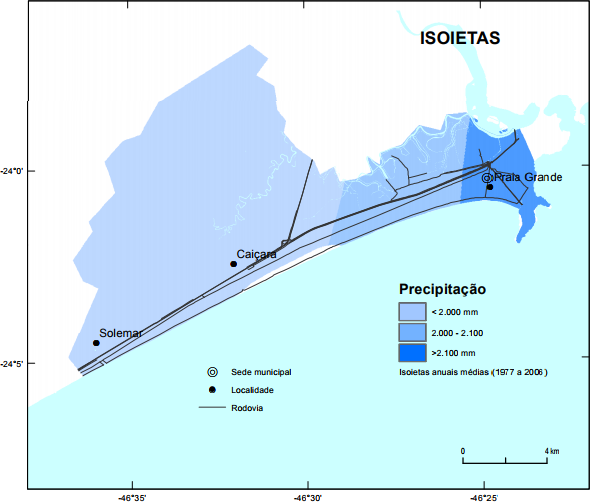 ISOIETAS
-24°0'
Praia Grande
Caiçara
Precipitação
< 2.000 mm
2.000 - 2.100
>2.100 mm
Solemar
-24°5'
Isoietas anuais médias (1977 a 2006)
Sede municipal
Localidade
Rodovia
0 4 km
-46°35' -46°30' -46°25'